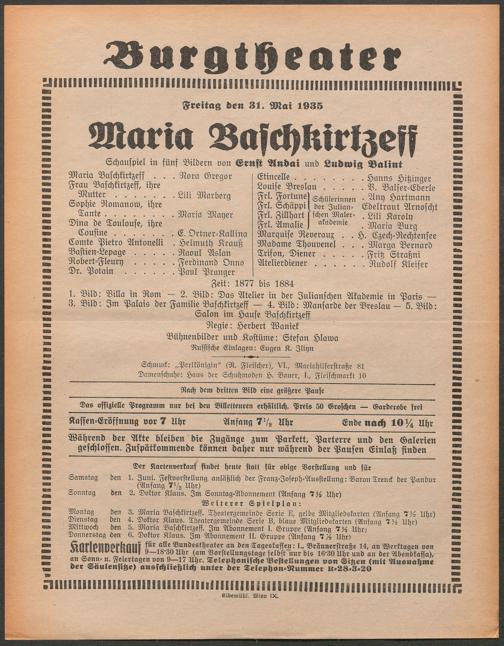 Burgtheater
Freitag den 31. Mai 1935
Maria Baschkirtzeff
Schauspiel in fünf Bildern von Ernst Andai und Ludwig Balint
Maria Baschkirtzeff . . . . Nora Gregor
Frau Baschkirtzeff, ihre
Mutter . . . . . . . Lili Marberg
Sophie Romanow, ihre
Tante . . . . . . . . Maria Mayer
Dina de Toulouse, ihre
Cousine . . . . . . . E. Ortner-Kallina
Comte Pietro Antonelli . . Helmuth Krauß
Bastien-Lepage . . . . . Raoul Aslan
Robert-Fleury . . . . . Ferdinand Onno
Dr. Potain . . . . . . . Paul Pranger
Etincelle . . . . . . . . Hanns Hitzinger
Louise Breslau . . . . . V. Balser-Eberle
Frl. Fortune Any Hartmann
Frl. Schäppi Edeltraut Arnoscht
Frl. Zillhart Lili Karoly
Frl. Amalie Maria Burg
Schülerinnen der Julianschen Malerakademie
Marquise Reveroux . . H. Czech-Rechtensee
Madame Thouvenel . . . Marga Bernard
Trifon, Diener . . . . . Fritz Straßni
Atelierdiener . . . . . . Rudolf Kleiser
Zeit: 1877 bis 1884
1. Bild: Villa in Rom — 2. Bild: Das Atelier in der Julianschen Akademie in Paris —
3. Bild: Im Palais der Familie Baschkirtzeff — 4. Bild: Mansarde der Breslau — 5. Bild:
Salon im Hause Baschkirtzeff
Regie: Herbert Waniek
Bühnenbilder und Kostüme: Stefan Hlawa
Russische Einlagen: Eugen K. Ilyn
Schmuck: „Perlkönigin“ (R. Fleischer), VI., Mariahilferstraße 81
Damenschuhe: Haus der Schuhmoden H. Bauer, I., Fleischmarkt 10
Nach dem dritten Bild eine größere Pause
Das offizielle Programm nur bei den Billetteuren erhältlich. Preis 50 Groschen — Garderobe frei
Kassen-Eröffnung vor 7 Uhr Anfang 7½ Uhr Ende nach 10¼ Uhr
Während der Akte bleiben die Zugänge zum Parkett, Parterre und den Galerien
geschlossen. Zuspätkommende können daher nur während der Pausen Einlaß finden
Der Kartenverkauf findet heute statt für obige Vorstellung und für
Samstag den 1. Juni. Festvorstellung anläßlich der Franz-Joseph-Ausstellung: Baron Trenck der Pandur
(Anfang 7½ Uhr)
Sonntag den 2. Doktor Klaus. Im Sonntag-Abonnement (Anfang 7½ Uhr)
Weiterer Spielplan:
Montag den 3. Maria Baschkirtzeff. Theatergemeinde Serie E, gelbe Mitgliedskarten (Anfang 7½ Uhr)
Dienstag den 4. Doktor Klaus. Theatergemeinde Serie B, blaue Mitgliedskarten (Anfang 7½ Uhr)
Mittwoch den 5. Maria Baschkirtzeff. Im Abonnement I. Gruppe (Anfang 7½ Uhr)
Donnerstag den 6. Doktor Klaus. Im Abonnement II. Gruppe (Anfang 7½ Uhr)
Kartenverkauf für alle Bundestheater an den Tageskassen: I., Bräunerstraße 14, an Werktagen von
9—18·30 Uhr (am Vorstellungstage selbst nur bis 16·30 Uhr und an der Abendkassa),
an Sonn- u. Feiertagen von 9—17 Uhr. Telephonische Bestellungen von Sitzen (mit Ausnahme
der Säulensitze) ausschließlich unter der Telephon-Nummer R-28-3-20
Elbemühl, Wien IX.